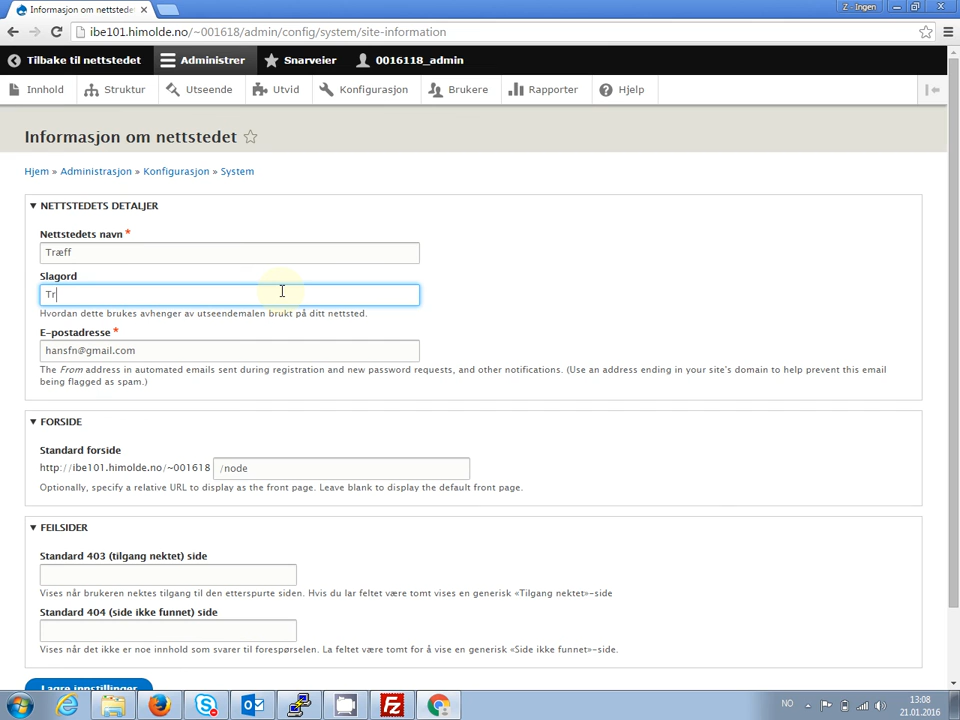 Informasjon om nettstedet
Z - Ingen
ibe101.himolde.no/~001618/admin/config/system/site-information
Tilbake til nettstedet
Administrer
Snarveier
0016118_admin
Innhold
Struktur
Utseende
Utvid
Konfigurasjon
Brukere
Rapporter
Hjelp
Informasjon om nettstedet
Hjem » Administrasjon » Konfigurasjon » System
▼ NETTSTEDETS DETALJER
Nettstedets navn *
Træff
Slagord
Tr
Hvordan dette brukes avhenger av utseendemalen brukt på ditt nettsted.
E-postadresse *
hansfn@gmail.com
The From address in automated emails sent during registration and new password requests, and other notifications. (Use an address ending in your site's domain to help prevent this email
being flagged as spam.)
▼ FORSIDE
Standard forside
http://ibe101.himolde.no/~001618 /node
Optionally, specify a relative URL to display as the front page. Leave blank to display the default front page.
▼ FEILSIDER
Standard 403 (tilgang nektet) side
Vises når brukeren nektes tilgang til den etterspurte siden. Hvis du lar feltet være tomt vises en generisk «Tilgang nektet»-side
Standard 404 (side ikke funnet) side
Vises når det ikke er noe innhold som svarer til forespørselen. La feltet være tomt for å vise en generisk «Side ikke funnet»-side.
Lagre innstillinger
NO
13:08
21.01.2016